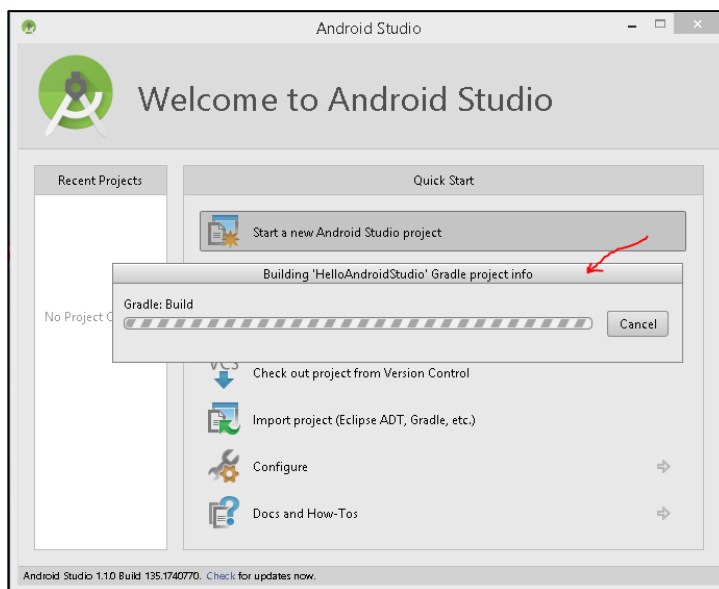 Android Studio
Welcome to Android Studio
Recent Projects
Quick Start
Start a new Android Studio project
Building 'HelloAndroidStudio' Gradle project info
Gradle: Build
Cancel
No Project
VCS
Check out project from Version Control
Import project (Eclipse ADT, Gradle, etc.)
Configure
Docs and How-Tos
Android Studio 1.1.0 Build 135.1740770. Check for updates now.